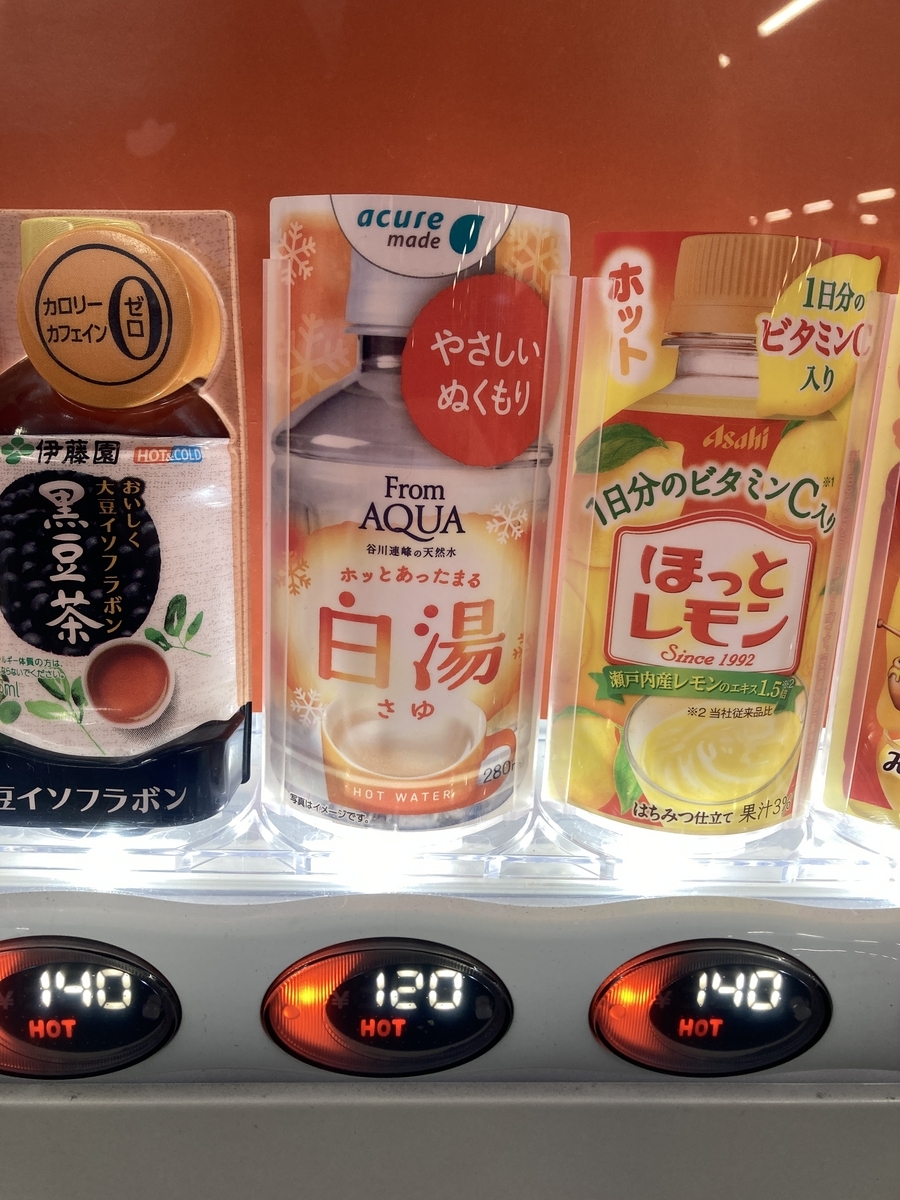 カロリー
カフェイン
0
ゼロ
伊藤園
HOT&COLD
おいしく
大豆イソフラボン
黒豆茶
豆イソフラボン
acure
made
やさしい
ぬくもり
From
AQUA
谷川連峰の天然水
ホッとあったまる
白湯
さゆ
280
HOT WATER
写真はイメージです。
ホット
1日分の
ビタミンC
入り
Asahi
1日分のビタミンC入り※1
ほっと
レモン
Since 1992
瀬戸内産レモンのエキス1.5
※2 当社従来品比
はちみつ仕立て 果汁3%
140
HOT
¥ 120
HOT
¥ 140
HOT